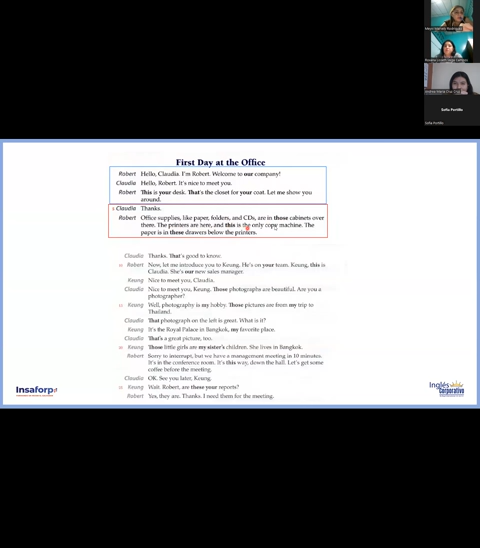 Sofia Portillo
Sofia Portillo
First Day at the Office
Robert Hello, Claudia. I'm Robert. Welcome to our company!
Claudia Hello, Robert. It's nice to meet you.
Robert This is your desk. That's the closet for your coat. Let me show you
around.
5 Claudia Thanks.
Robert Office supplies, like paper, folders, and CDs, are in those cabinets over
there. The printers are here, and this is the only copy machine. The
paper is in these drawers below the printers.
Claudia Thanks. That's good to know.
10 Robert Now, let me introduce you to Keung. He's on your team. Keung, this is
Claudia. She's our new sales manager.
Keung Nice to meet you, Claudia.
Claudia Nice to meet you, Keung. Those photographs are beautiful. Are you a
photographer?
Keung Well, photography is my hobby. Those pictures are from my trip to
Thailand.
Claudia That photograph on the left is great. What is it?
Keung It's the Royal Palace in Bangkok, my favorite place.
Claudia That's a great picture, too.
Keung Those little girls are my sister's children. She lives in Bangkok.
Robert Sorry to interrupt, but we have a management meeting in 10 minutes.
It's in the conference room. It's this way, down the hall. Let's get some
coffee before the meeting.
Claudia OK. See you later, Keung.
Keung Wait. Robert, are these your reports?
Robert Yes, they are. Thanks. I need them for the meeting.
Insaforp
Inglés
Corporativo